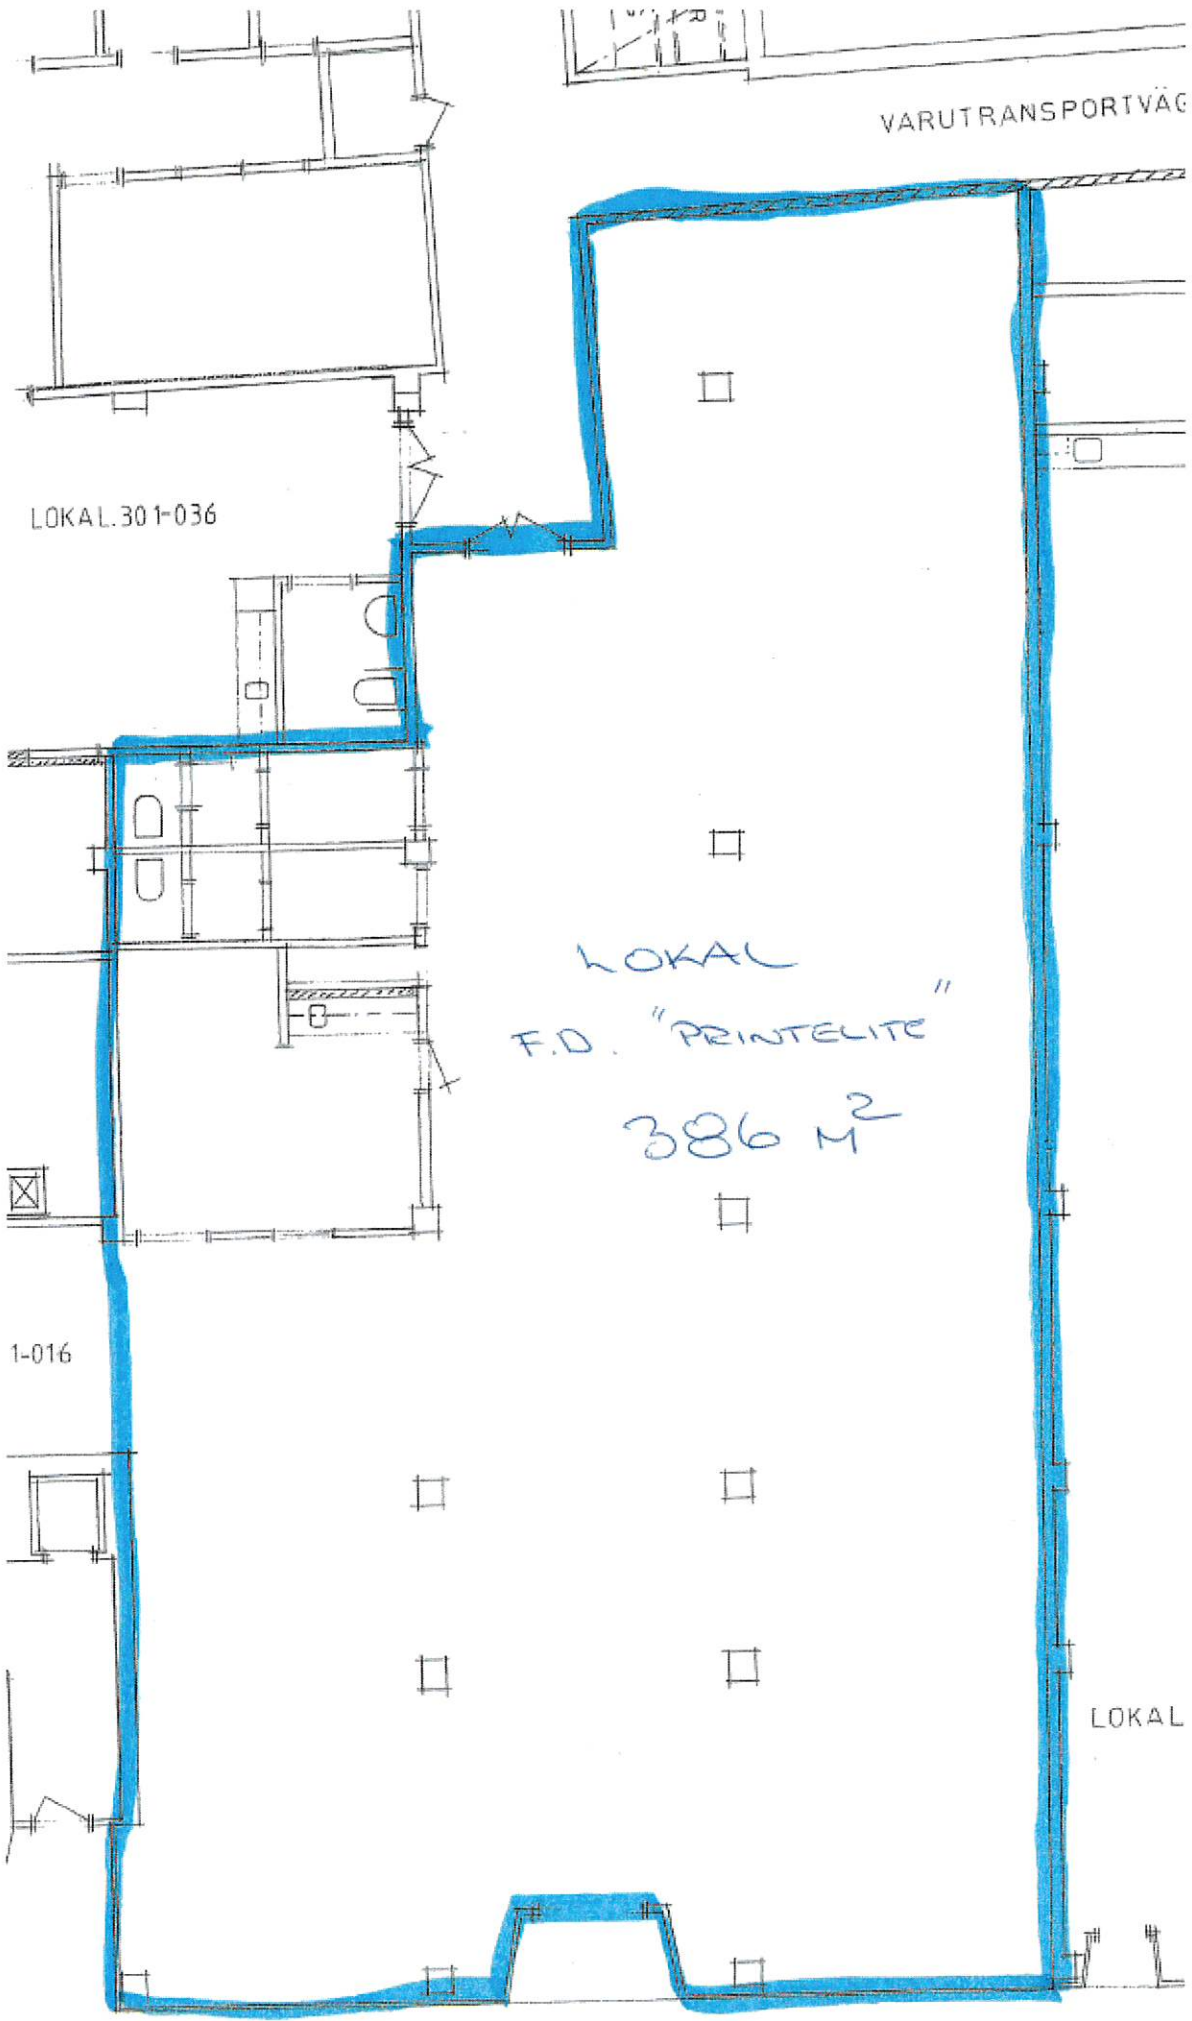 VARUTRANSPORTVÄG
LOKAL.301-036
LOKAL
F.D. "PRINTELITE"
386 M²
1-016
LOKAL